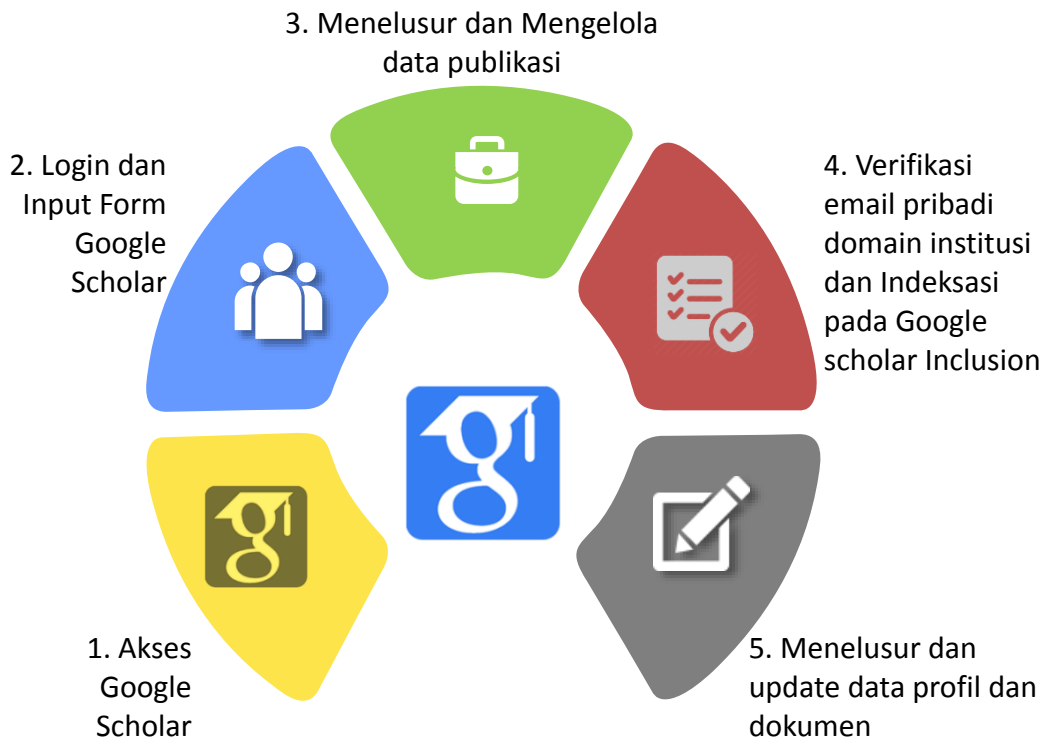 3. Menelusur dan Mengelola
data publikasi
2. Login dan
Input Form
Google
Scholar
4. Verifikasi
email pribadi
domain institusi
dan Indeksasi
pada Google
scholar Inclusion
g
g
1. Akses
Google
Scholar
5. Menelusur dan
update data profil dan
dokumen